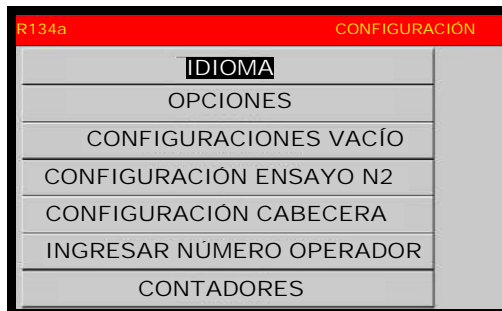 R134a CONFIGURACIÓN
IDIOMA
OPCIONES
CONFIGURACIONES VACÍO
CONFIGURACIÓN ENSAYO N2
CONFIGURACIÓN CABECERA
INGRESAR NÚMERO OPERADOR
CONTADORES